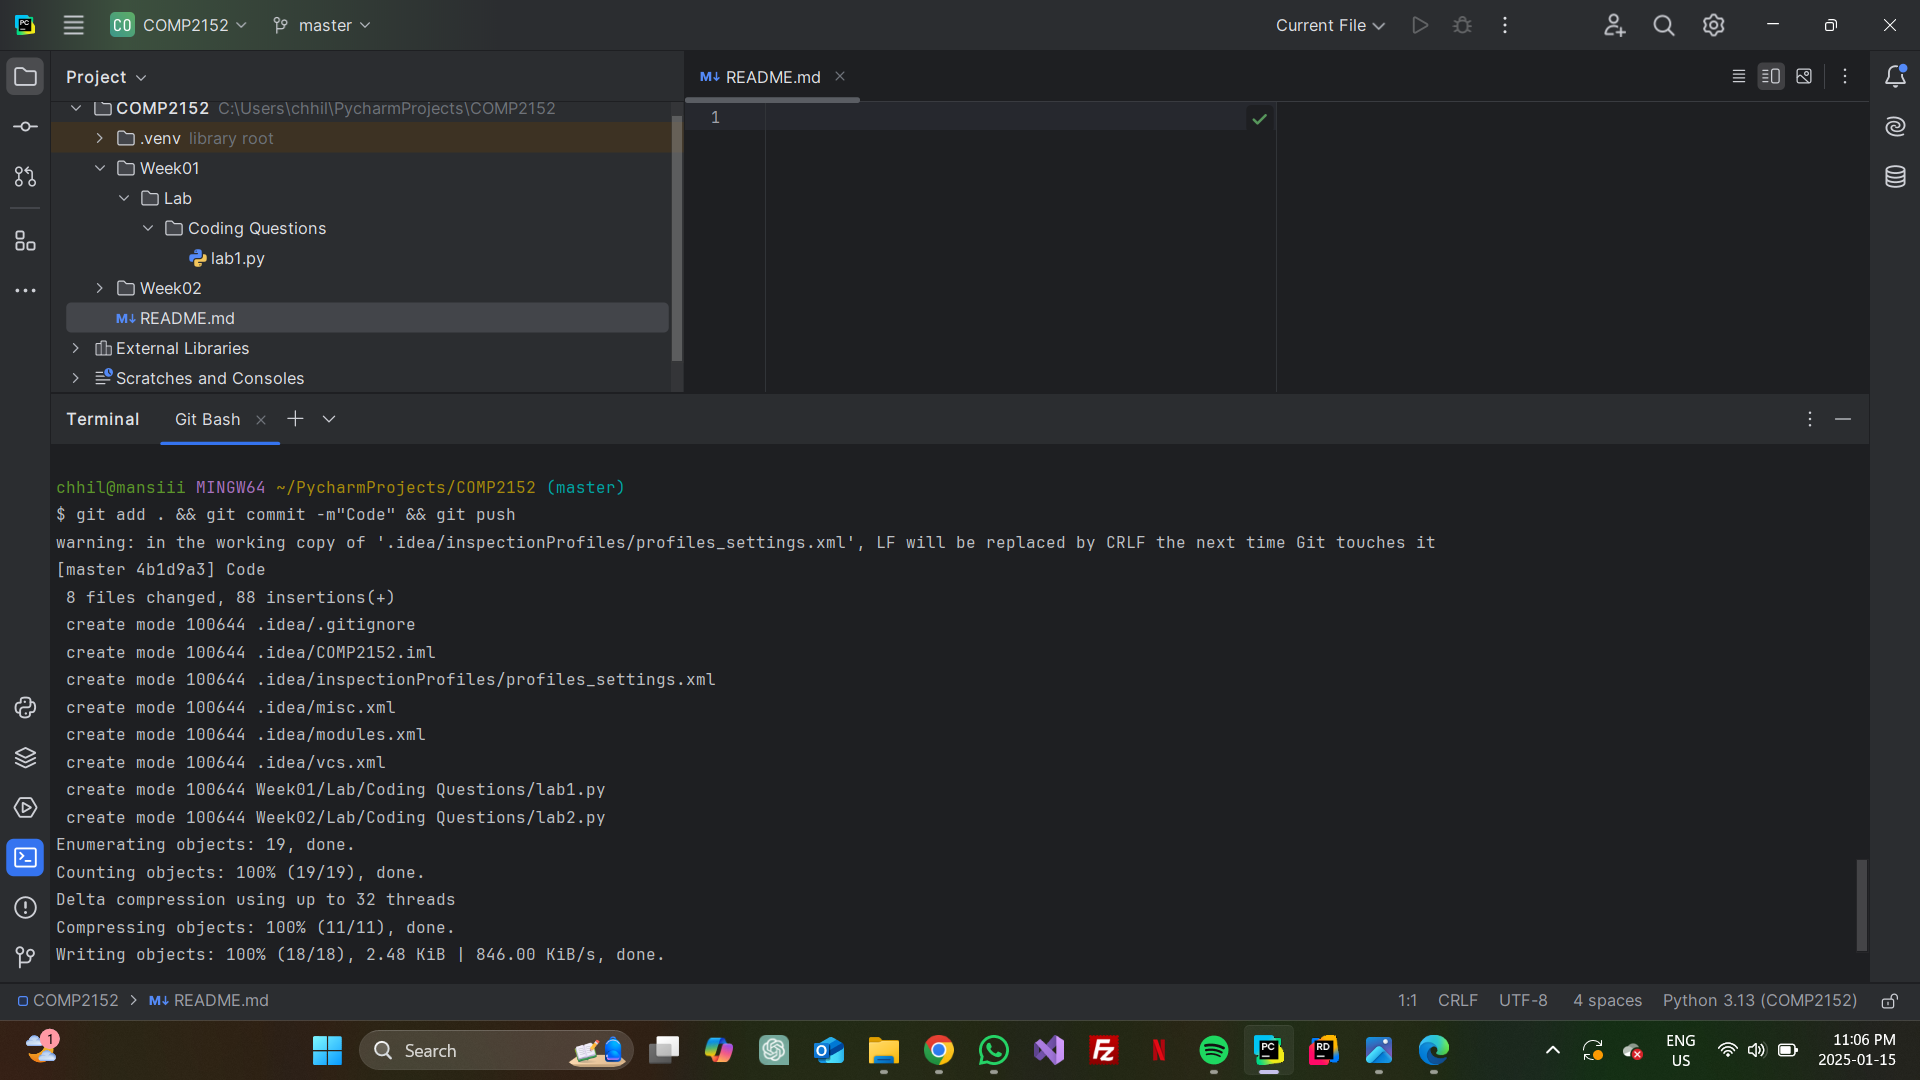 CO COMP2152 master Current File
Project
README.md
COMP2152 C:\Users\chhil\PycharmProjects\COMP2152
1
.venv library root
Week01
Lab
Coding Questions
lab1.py
Week02
M↓ README.md
External Libraries
Scratches and Consoles
Terminal Git Bash
chhil@mansiii MINGW64 ~/PycharmProjects/COMP2152 (master)
$ git add . && git commit -m"Code" && git push
warning: in the working copy of '.idea/inspectionProfiles/profiles_settings.xml', LF will be replaced by CRLF the next time Git touches it
[master 4b1d9a3] Code
8 files changed, 88 insertions(+)
create mode 100644 .idea/.gitignore
create mode 100644 .idea/COMP2152.iml
create mode 100644 .idea/inspectionProfiles/profiles_settings.xml
create mode 100644 .idea/misc.xml
create mode 100644 .idea/modules.xml
create mode 100644 .idea/vcs.xml
create mode 100644 Week01/Lab/Coding Questions/lab1.py
create mode 100644 Week02/Lab/Coding Questions/lab2.py
Enumerating objects: 19, done.
Counting objects: 100% (19/19), done.
Delta compression using up to 32 threads
Compressing objects: 100% (11/11), done.
Writing objects: 100% (18/18), 2.48 KiB | 846.00 KiB/s, done.
COMP2152 > M↓ README.md 1:1 CRLF UTF-8 4 spaces Python 3.13 (COMP2152)
1
Search
ENG
US
11:06 PM
2025-01-15